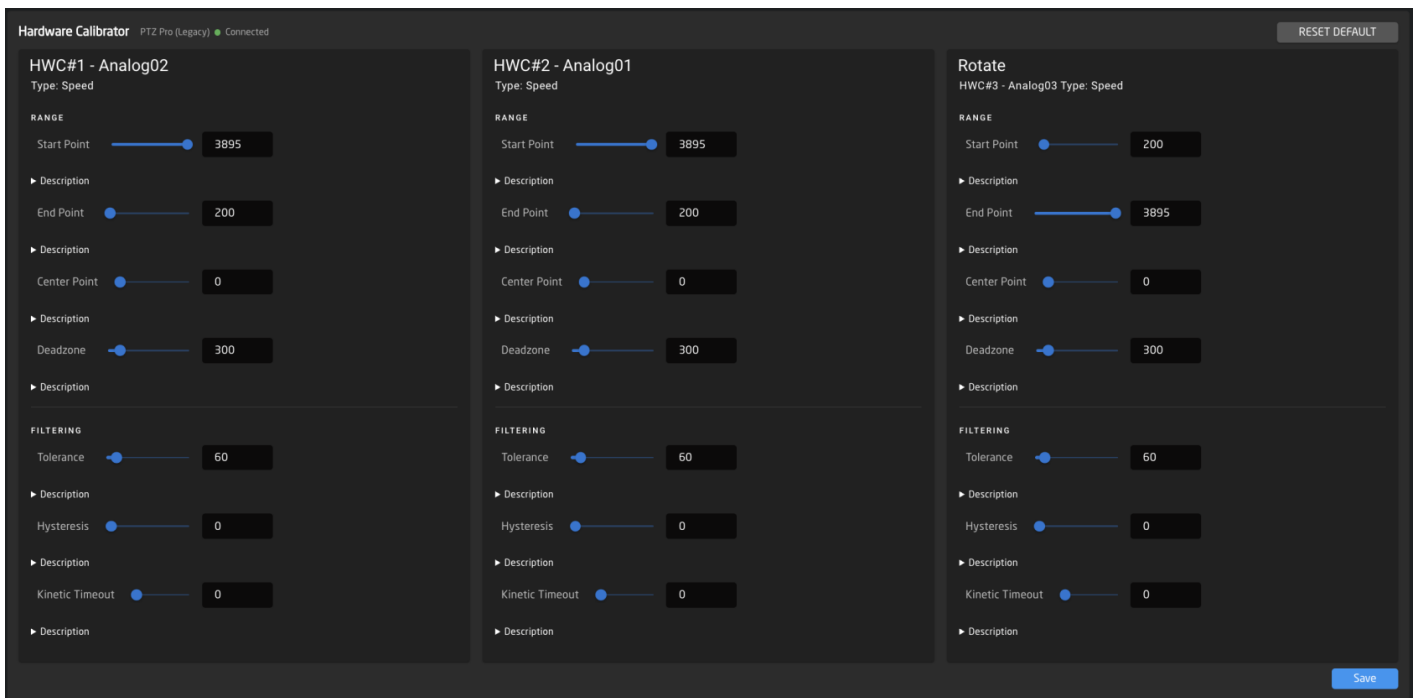 Hardware Calibrator PTZ Pro (Legacy) Connected
RESET DEFAULT
HWC#1 - Analog02
Type: Speed
RANGE
Start Point 3895
Description
End Point 200
Description
Center Point 0
Description
Deadzone 300
Description
FILTERING
Tolerance 60
Description
Hysteresis 0
Description
Kinetic Timeout 0
Description
HWC#2 - Analog01
Type: Speed
RANGE
Start Point 3895
Description
End Point 200
Description
Center Point 0
Description
Deadzone 300
Description
FILTERING
Tolerance 60
Description
Hysteresis 0
Description
Kinetic Timeout 0
Description
Rotate
HWC#3 - Analog03 Type: Speed
RANGE
Start Point 200
Description
End Point 3895
Description
Center Point 0
Description
Deadzone 300
Description
FILTERING
Tolerance 60
Description
Hysteresis 0
Description
Kinetic Timeout 0
Description
Save